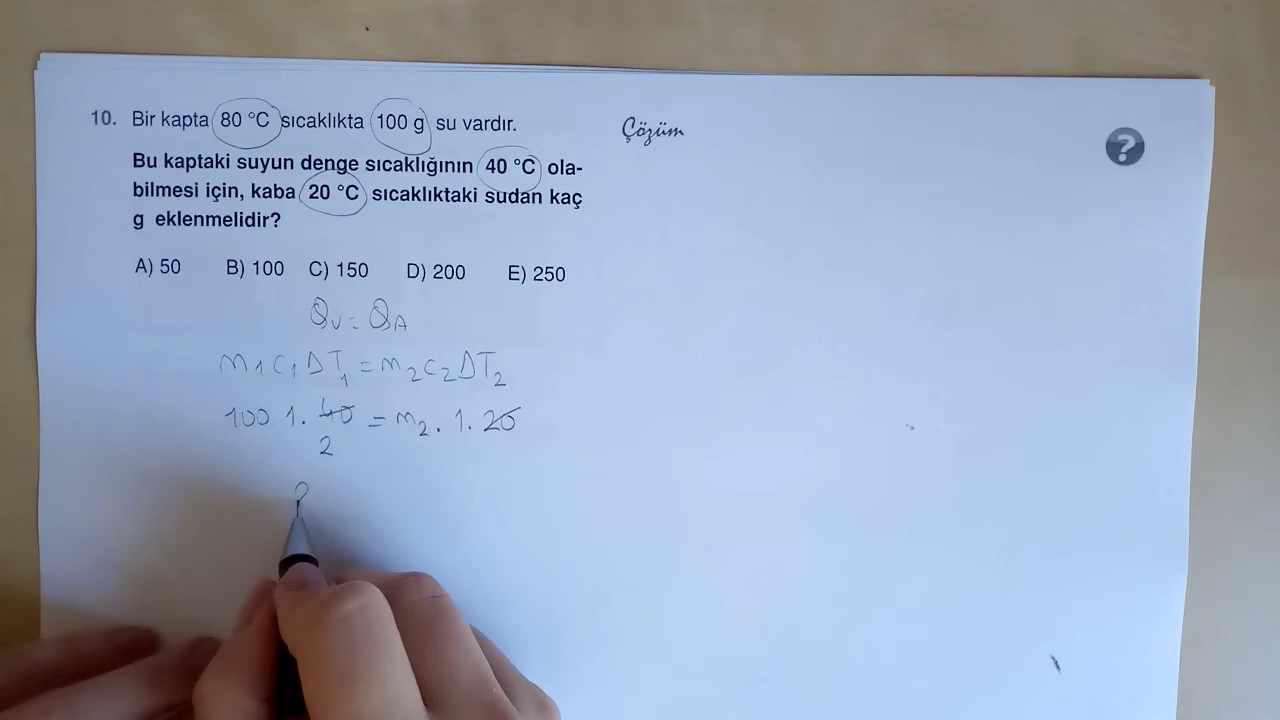 10. Bir kapta 80 °C sıcaklıkta 100 g su vardır.
Bu kaptaki suyun denge sıcaklığının 40 °C ola-
bilmesi için, kaba 20 °C sıcaklıktaki sudan kaç
g eklenmelidir?
A) 50 B) 100 C) 150 D) 200 E) 250
Çözüm
?
QV = QA
m1 c1 ΔT1 = m2 c2 ΔT2
100 1. 40 = m2. 1. 20
2